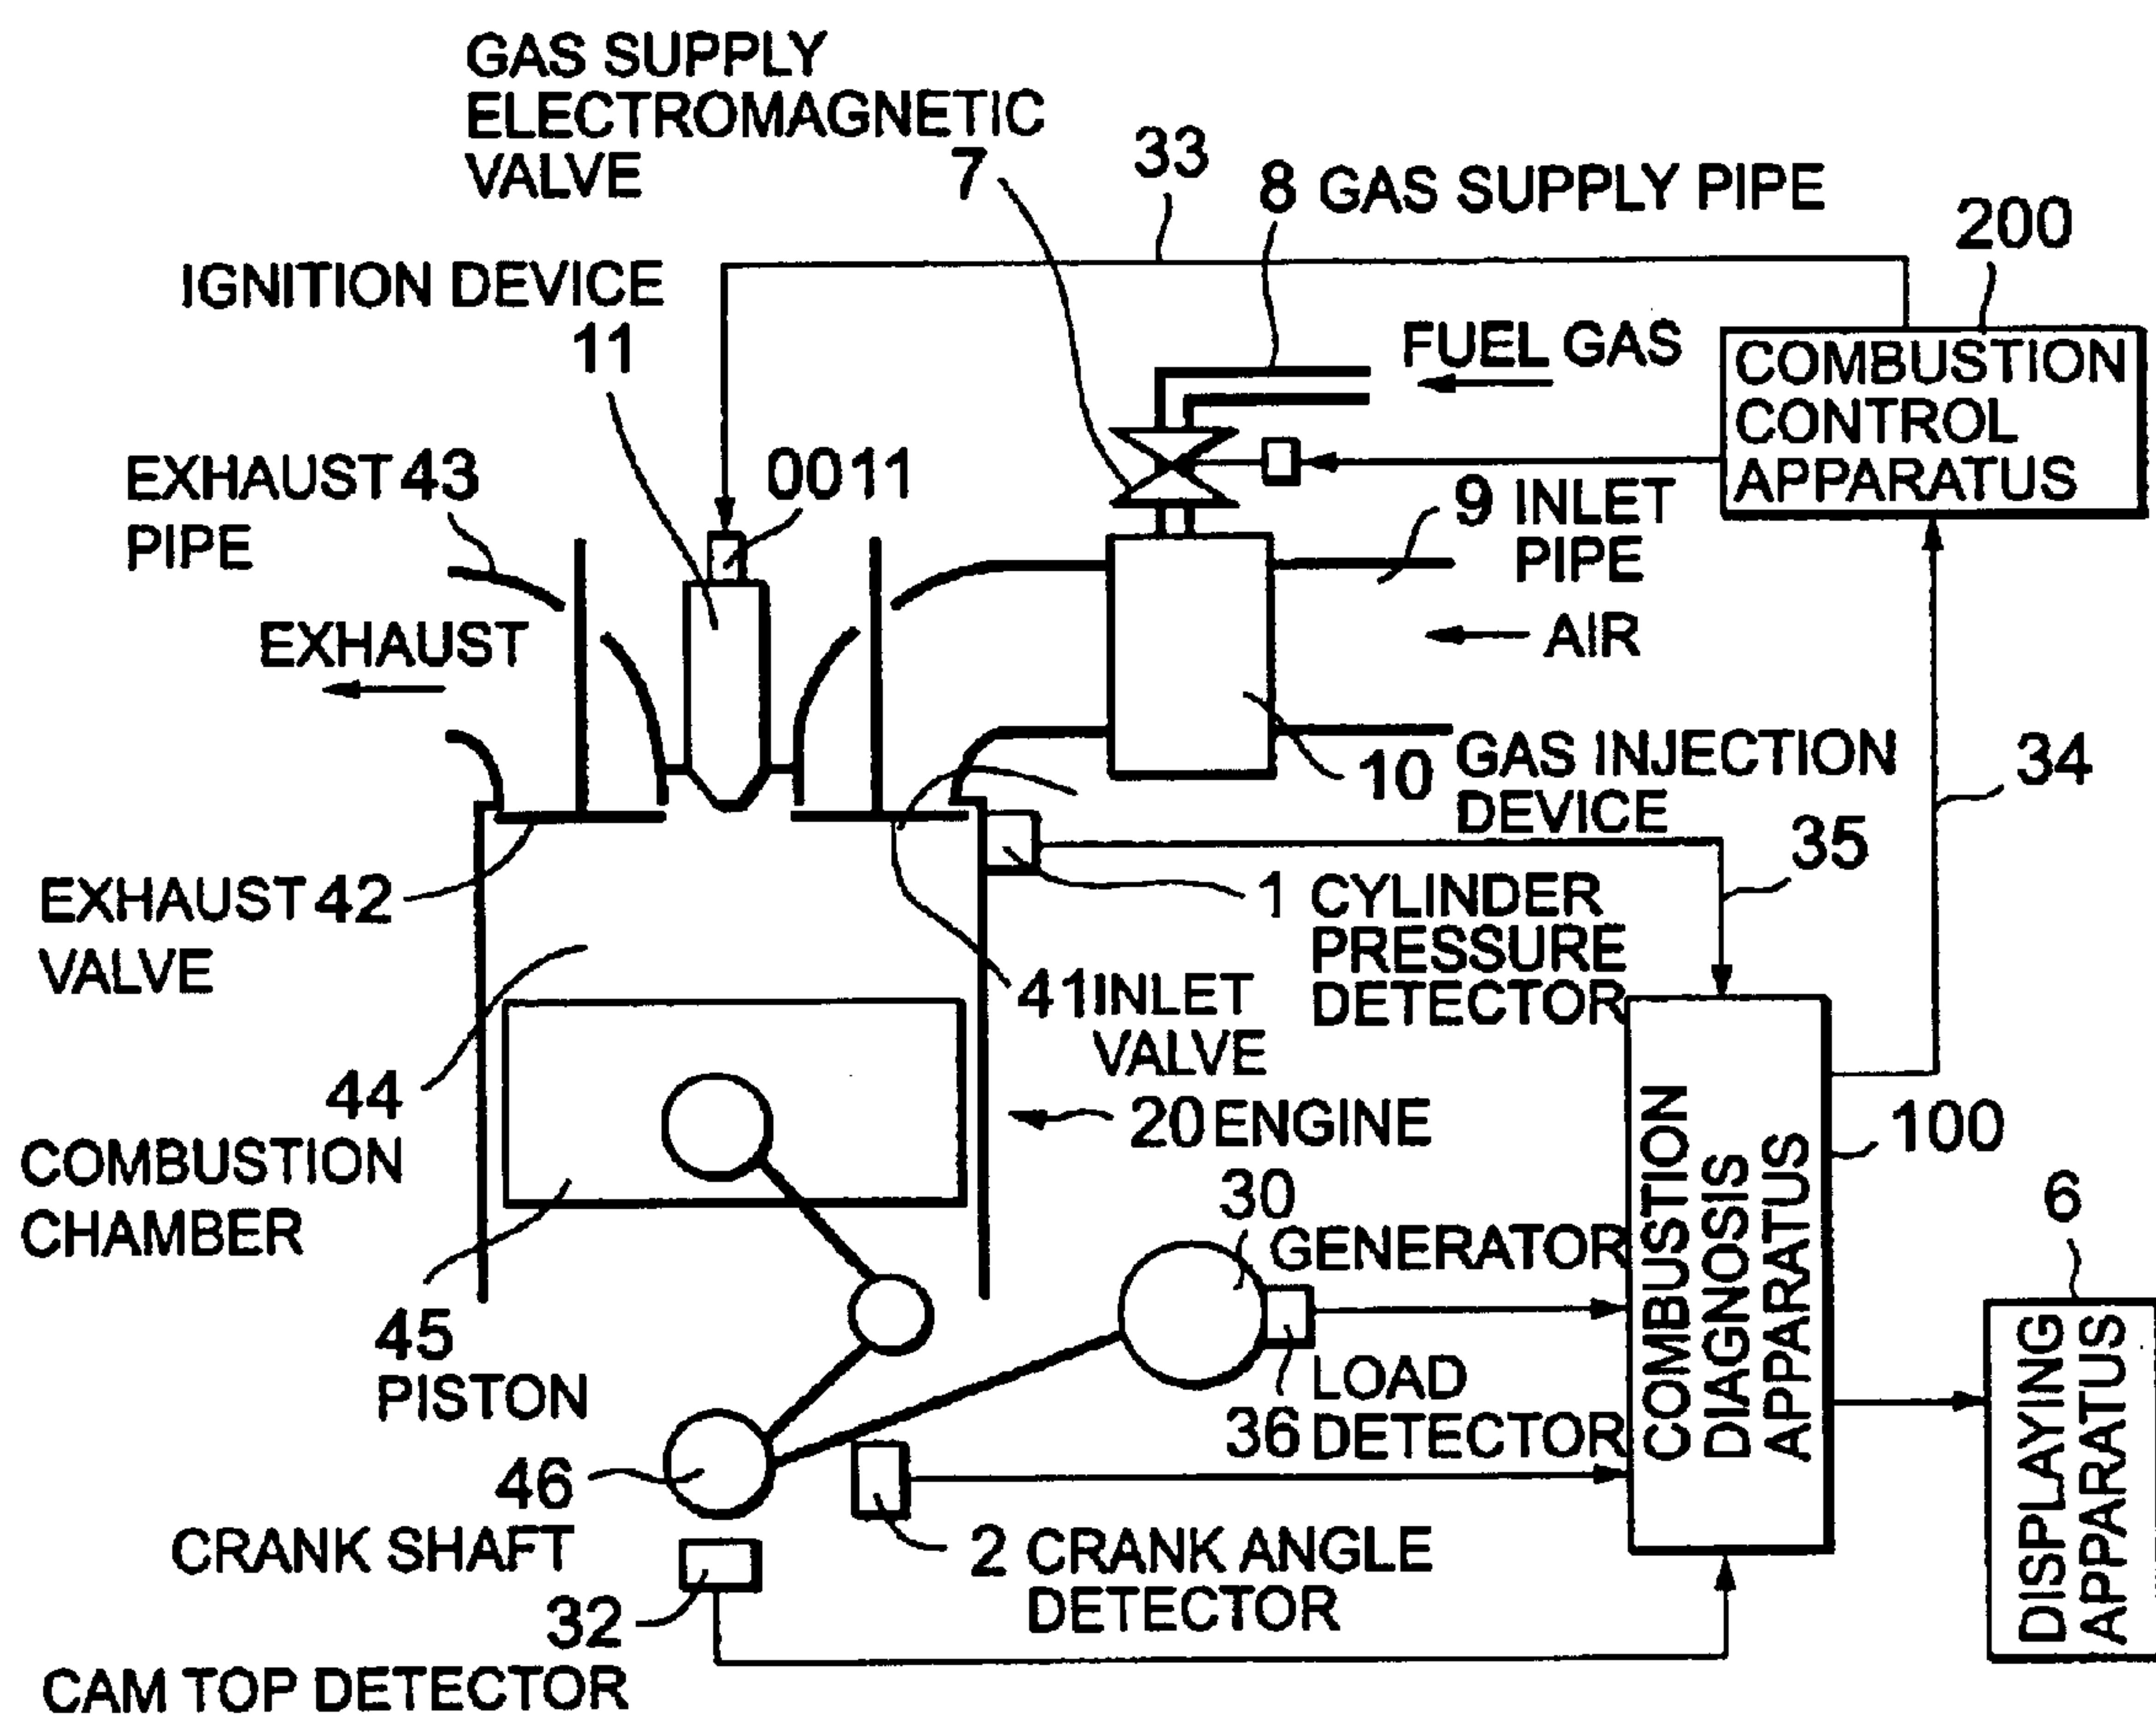 GAS SUPPLY
ELECTROMAGNETIC
VALVE
7
33
8 GAS SUPPLY PIPE
200
IGNITION DEVICE
11
FUEL GAS
COMBUSTION
CONTROL
APPARATUS
EXHAUST 43
PIPE
0011
9 INLET
PIPE
EXHAUST
AIR
10 GAS INJECTION
DEVICE
34
35
EXHAUST 42
VALVE
1 CYLINDER
PRESSURE
DETECTOR
41 INLET
VALVE
44
COMBUSTION
CHAMBER
20 ENGINE
100
COMBUSTION
DIAGNOSIS
APPARATUS
30
GENERATOR
6
DISPLAYING
APPARATUS
45
PISTON
LOAD
36 DETECTOR
46
CRANK SHAFT
2 CRANK ANGLE
DETECTOR
32
CAM TOP DETECTOR